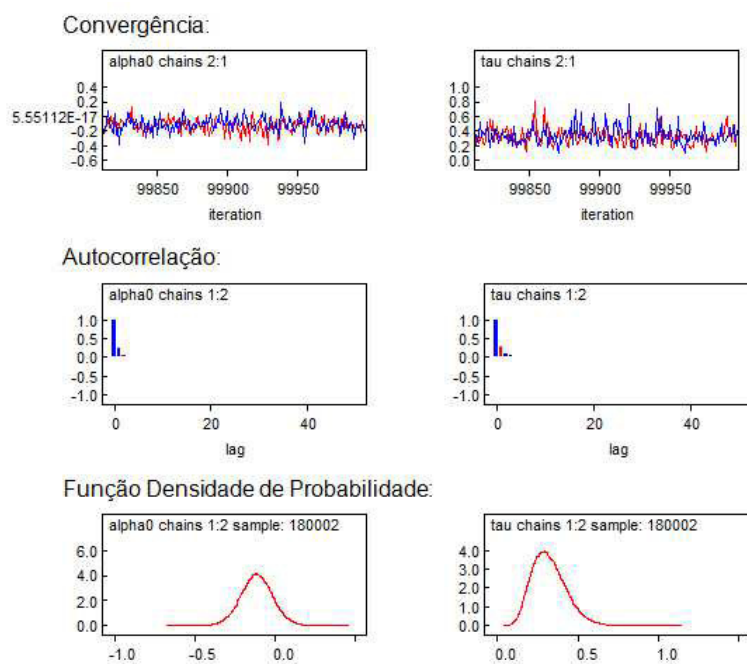 Convergência:
alpha0 chains 2:1
0.4
0.2
5.55112E-17
-0.2
-0.4
-0.6
99850 99900 99950
iteration
tau chains 2:1
1.0
0.8
0.6
0.4
0.2
0.0
99850 99900 99950
iteration
Autocorrelação:
alpha0 chains 1:2
1.0
0.5
0.0
-0.5
-1.0
0 20 40
lag
tau chains 1:2
1.0
0.5
0.0
-0.5
-1.0
0 20 40
lag
Função Densidade de Probabilidade:
alpha0 chains 1:2 sample: 180002
6.0
4.0
2.0
0.0
-1.0 -0.5 0.0
tau chains 1:2 sample: 180002
4.0
3.0
2.0
1.0
0.0
0.0 0.5 1.0